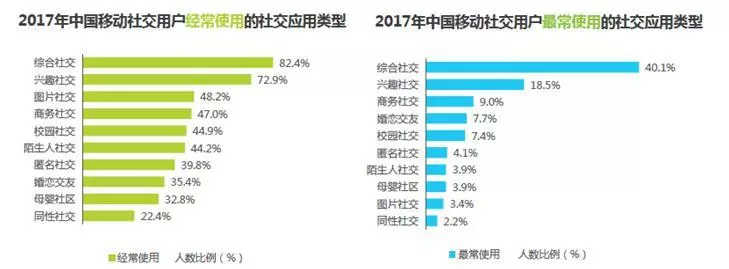 2017年中国移动社交用户经常使用的社交应用类型
综合社交 82.4%
兴趣社交 72.9%
图片社交 48.2%
商务社交 47.0%
校园社交 44.9%
陌生人社交 44.2%
匿名社交 39.8%
婚恋交友 35.4%
母婴社区 32.8%
同性社交 22.4%
经常使用 人数比例（%）
2017年中国移动社交用户最常使用的社交应用类型
综合社交 40.1%
兴趣社交 18.5%
商务社交 9.0%
婚恋交友 7.7%
校园社交 7.4%
匿名社交 4.1%
陌生人社交 3.9%
母婴社区 3.9%
图片社交 3.4%
同性社交 2.2%
最常使用 人数比例（%）